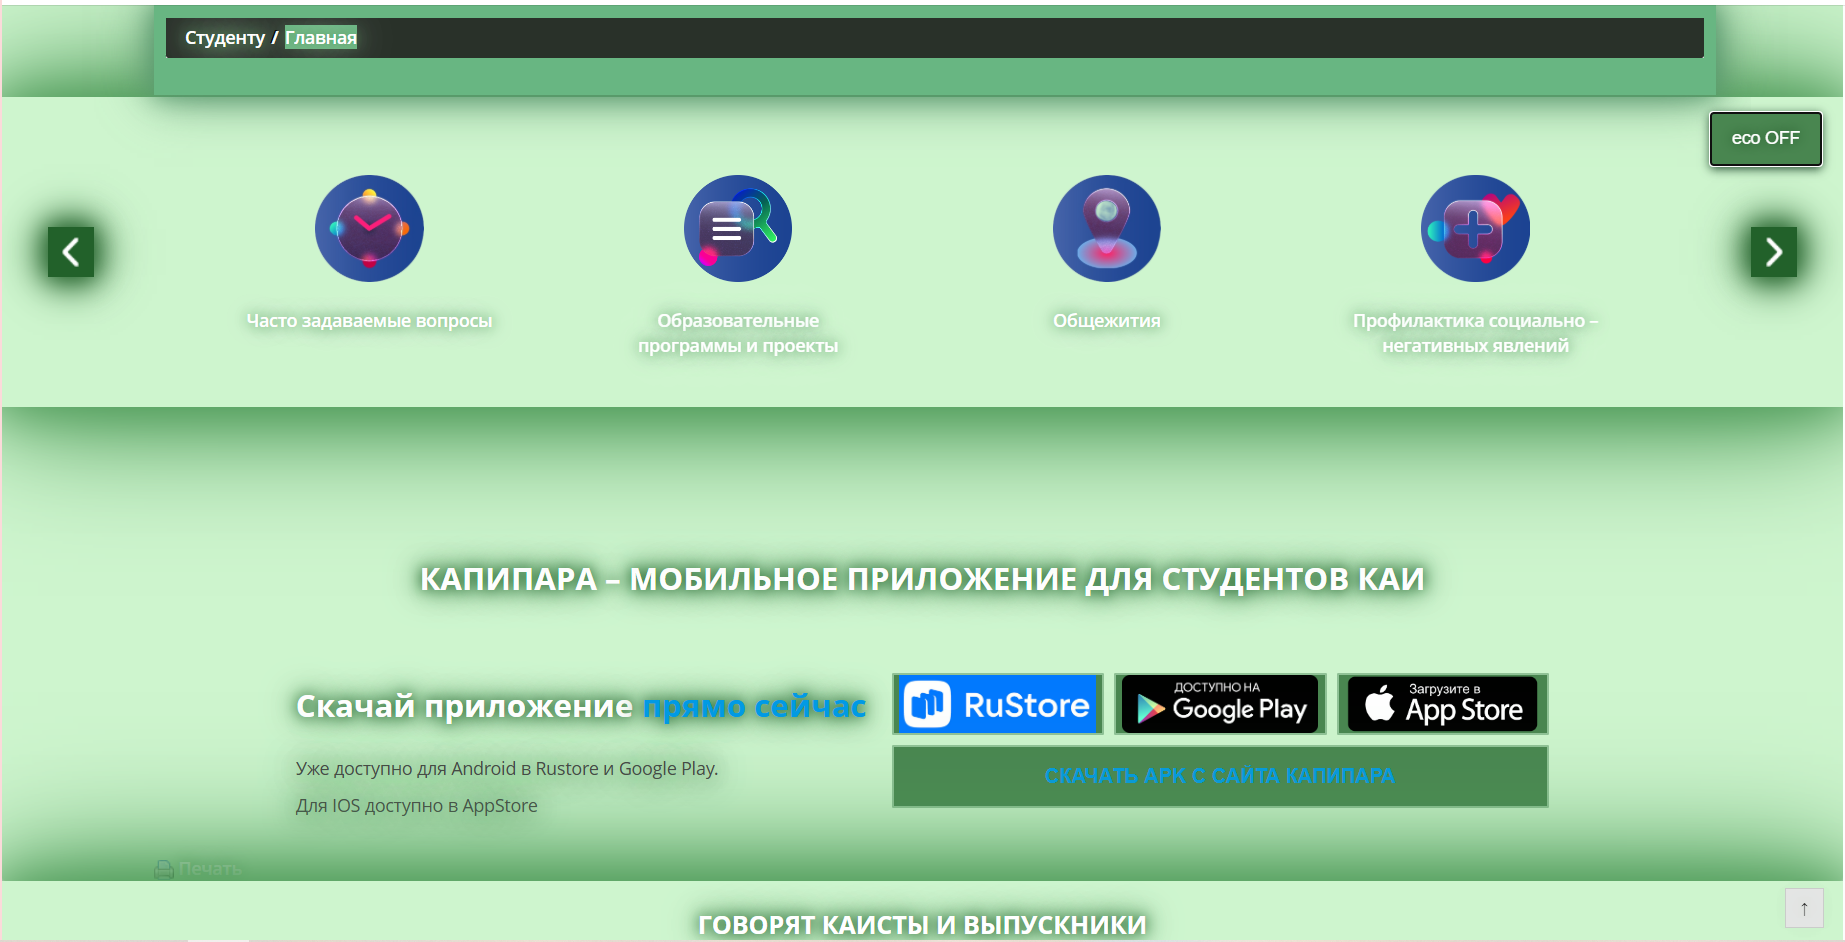 Студенту / Главная
eco OFF
Часто задаваемые вопросы
Образовательные
программы и проекты
Общежития
Профилактика социально –
негативных явлений
КАПИПАРА – МОБИЛЬНОЕ ПРИЛОЖЕНИЕ ДЛЯ СТУДЕНТОВ КАИ
Скачай приложение прямо сейчас
RuStore
ДОСТУПНО НА
Google Play
Загрузите в
App Store
Уже доступно для Android в Rustore и Google Play.
СКАЧАТЬ APK С САЙТА КАПИПАРА
Для IOS доступно в AppStore
Печать
ГОВОРЯТ КАИСТЫ И ВЫПУСКНИКИ